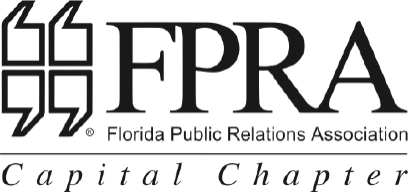 FPRA
® Florida Public Relations Association
Capital Chapter